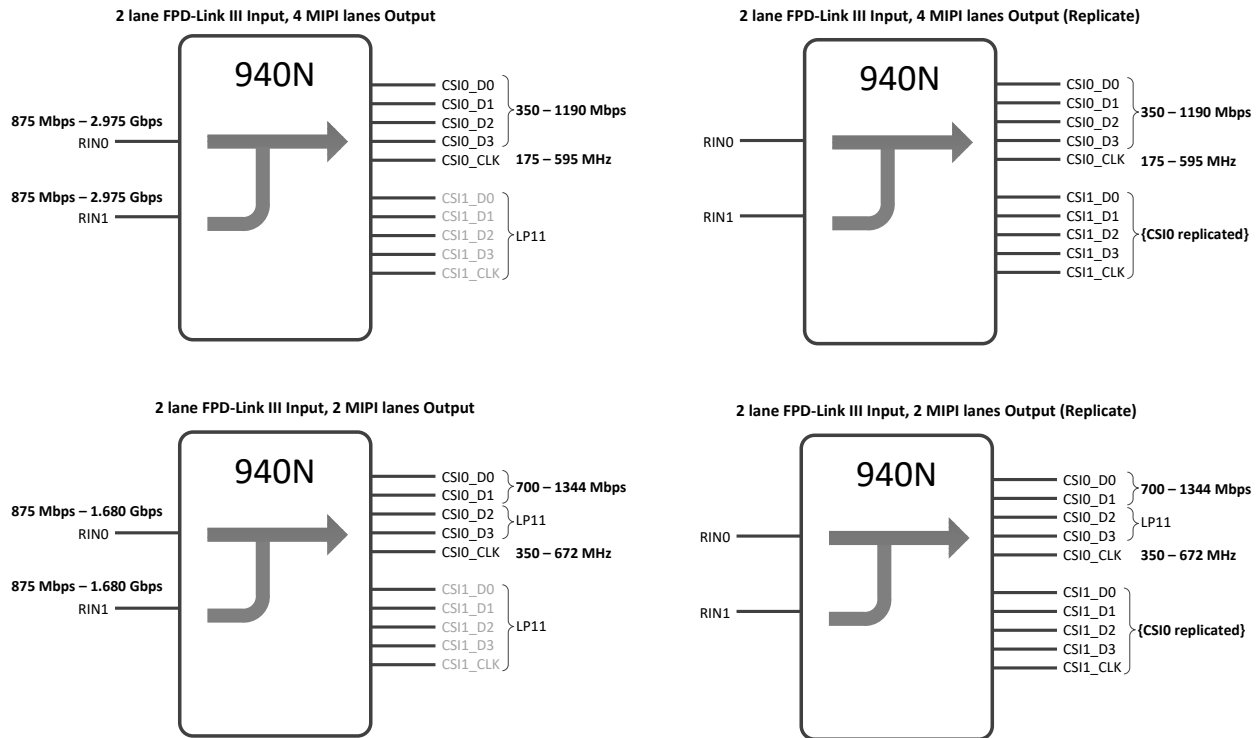 2 lane FPD-Link III Input, 4 MIPI lanes Output
940N
875 Mbps – 2.975 Gbps
RIN0
875 Mbps – 2.975 Gbps
RIN1
CSI0_D0
CSI0_D1
CSI0_D2
CSI0_D3
350 – 1190 Mbps
CSI0_CLK 175 – 595 MHz
CSI1_D0
CSI1_D1
CSI1_D2
CSI1_D3
CSI1_CLK
LP11
2 lane FPD-Link III Input, 4 MIPI lanes Output (Replicate)
940N
RIN0
RIN1
CSI0_D0
CSI0_D1
CSI0_D2
CSI0_D3
350 – 1190 Mbps
CSI0_CLK 175 – 595 MHz
CSI1_D0
CSI1_D1
CSI1_D2
CSI1_D3
CSI1_CLK
{CSI0 replicated}
2 lane FPD-Link III Input, 2 MIPI lanes Output
940N
875 Mbps – 1.680 Gbps
RIN0
875 Mbps – 1.680 Gbps
RIN1
CSI0_D0
CSI0_D1
700 – 1344 Mbps
CSI0_D2
CSI0_D3
LP11
CSI0_CLK 350 – 672 MHz
CSI1_D0
CSI1_D1
CSI1_D2
CSI1_D3
CSI1_CLK
LP11
2 lane FPD-Link III Input, 2 MIPI lanes Output (Replicate)
940N
RIN0
RIN1
CSI0_D0
CSI0_D1
700 – 1344 Mbps
CSI0_D2
CSI0_D3
LP11
CSI0_CLK 350 – 672 MHz
CSI1_D0
CSI1_D1
CSI1_D2
CSI1_D3
CSI1_CLK
{CSI0 replicated}